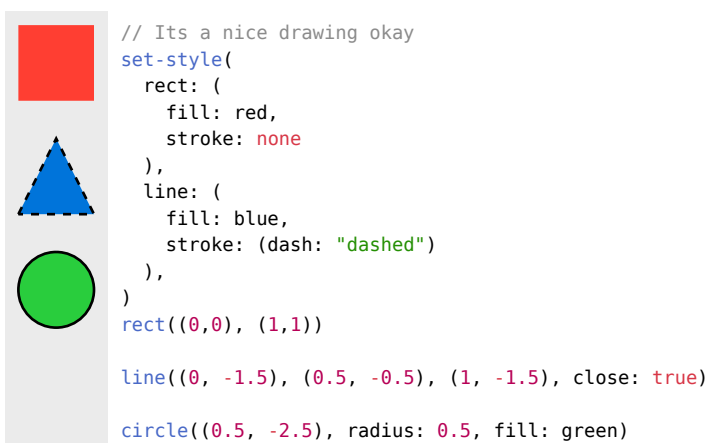 // Its a nice drawing okay
set-style(
  rect: (
    fill: red,
    stroke: none
  ),
  line: (
    fill: blue,
    stroke: (dash: "dashed")
  ),
)
rect((0,0), (1,1))

line((0, -1.5), (0.5, -0.5), (1, -1.5), close: true)

circle((0.5, -2.5), radius: 0.5, fill: green)